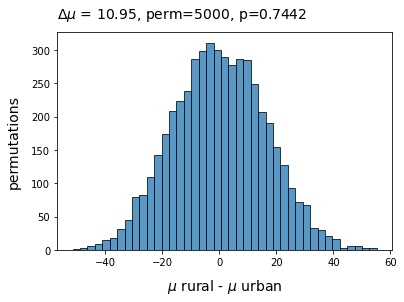 Δμ = 10.95, perm=5000, p=0.7442
300
250
200
150
100
50
0
permutations
−40 −20 0 20 40 60
μ rural - μ urban